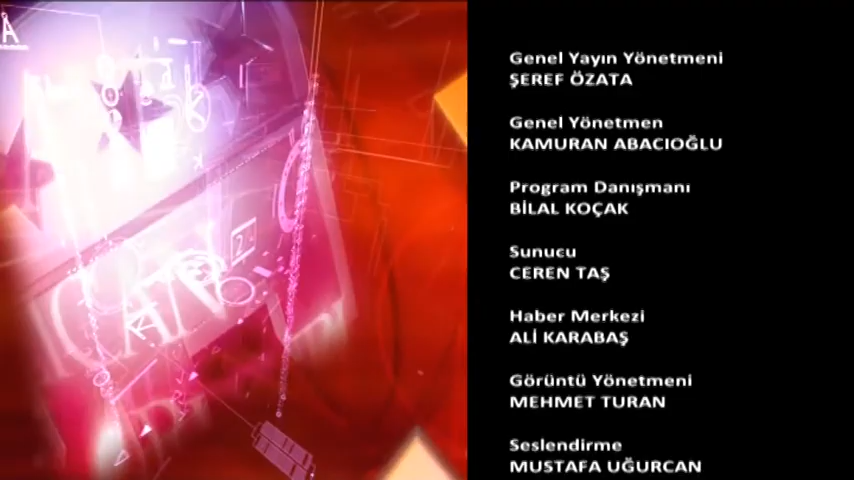 A
Genel Yayın Yönetmeni
ŞEREF ÖZATA
Genel Yönetmen
KAMURAN ABACIOĞLU
Program Danışmanı
BİLAL KOÇAK
Sunucu
CEREN TAŞ
Haber Merkezi
ALİ KARABAŞ
Görüntü Yönetmeni
MEHMET TURAN
Seslendirme
MUSTAFA UĞURCAN